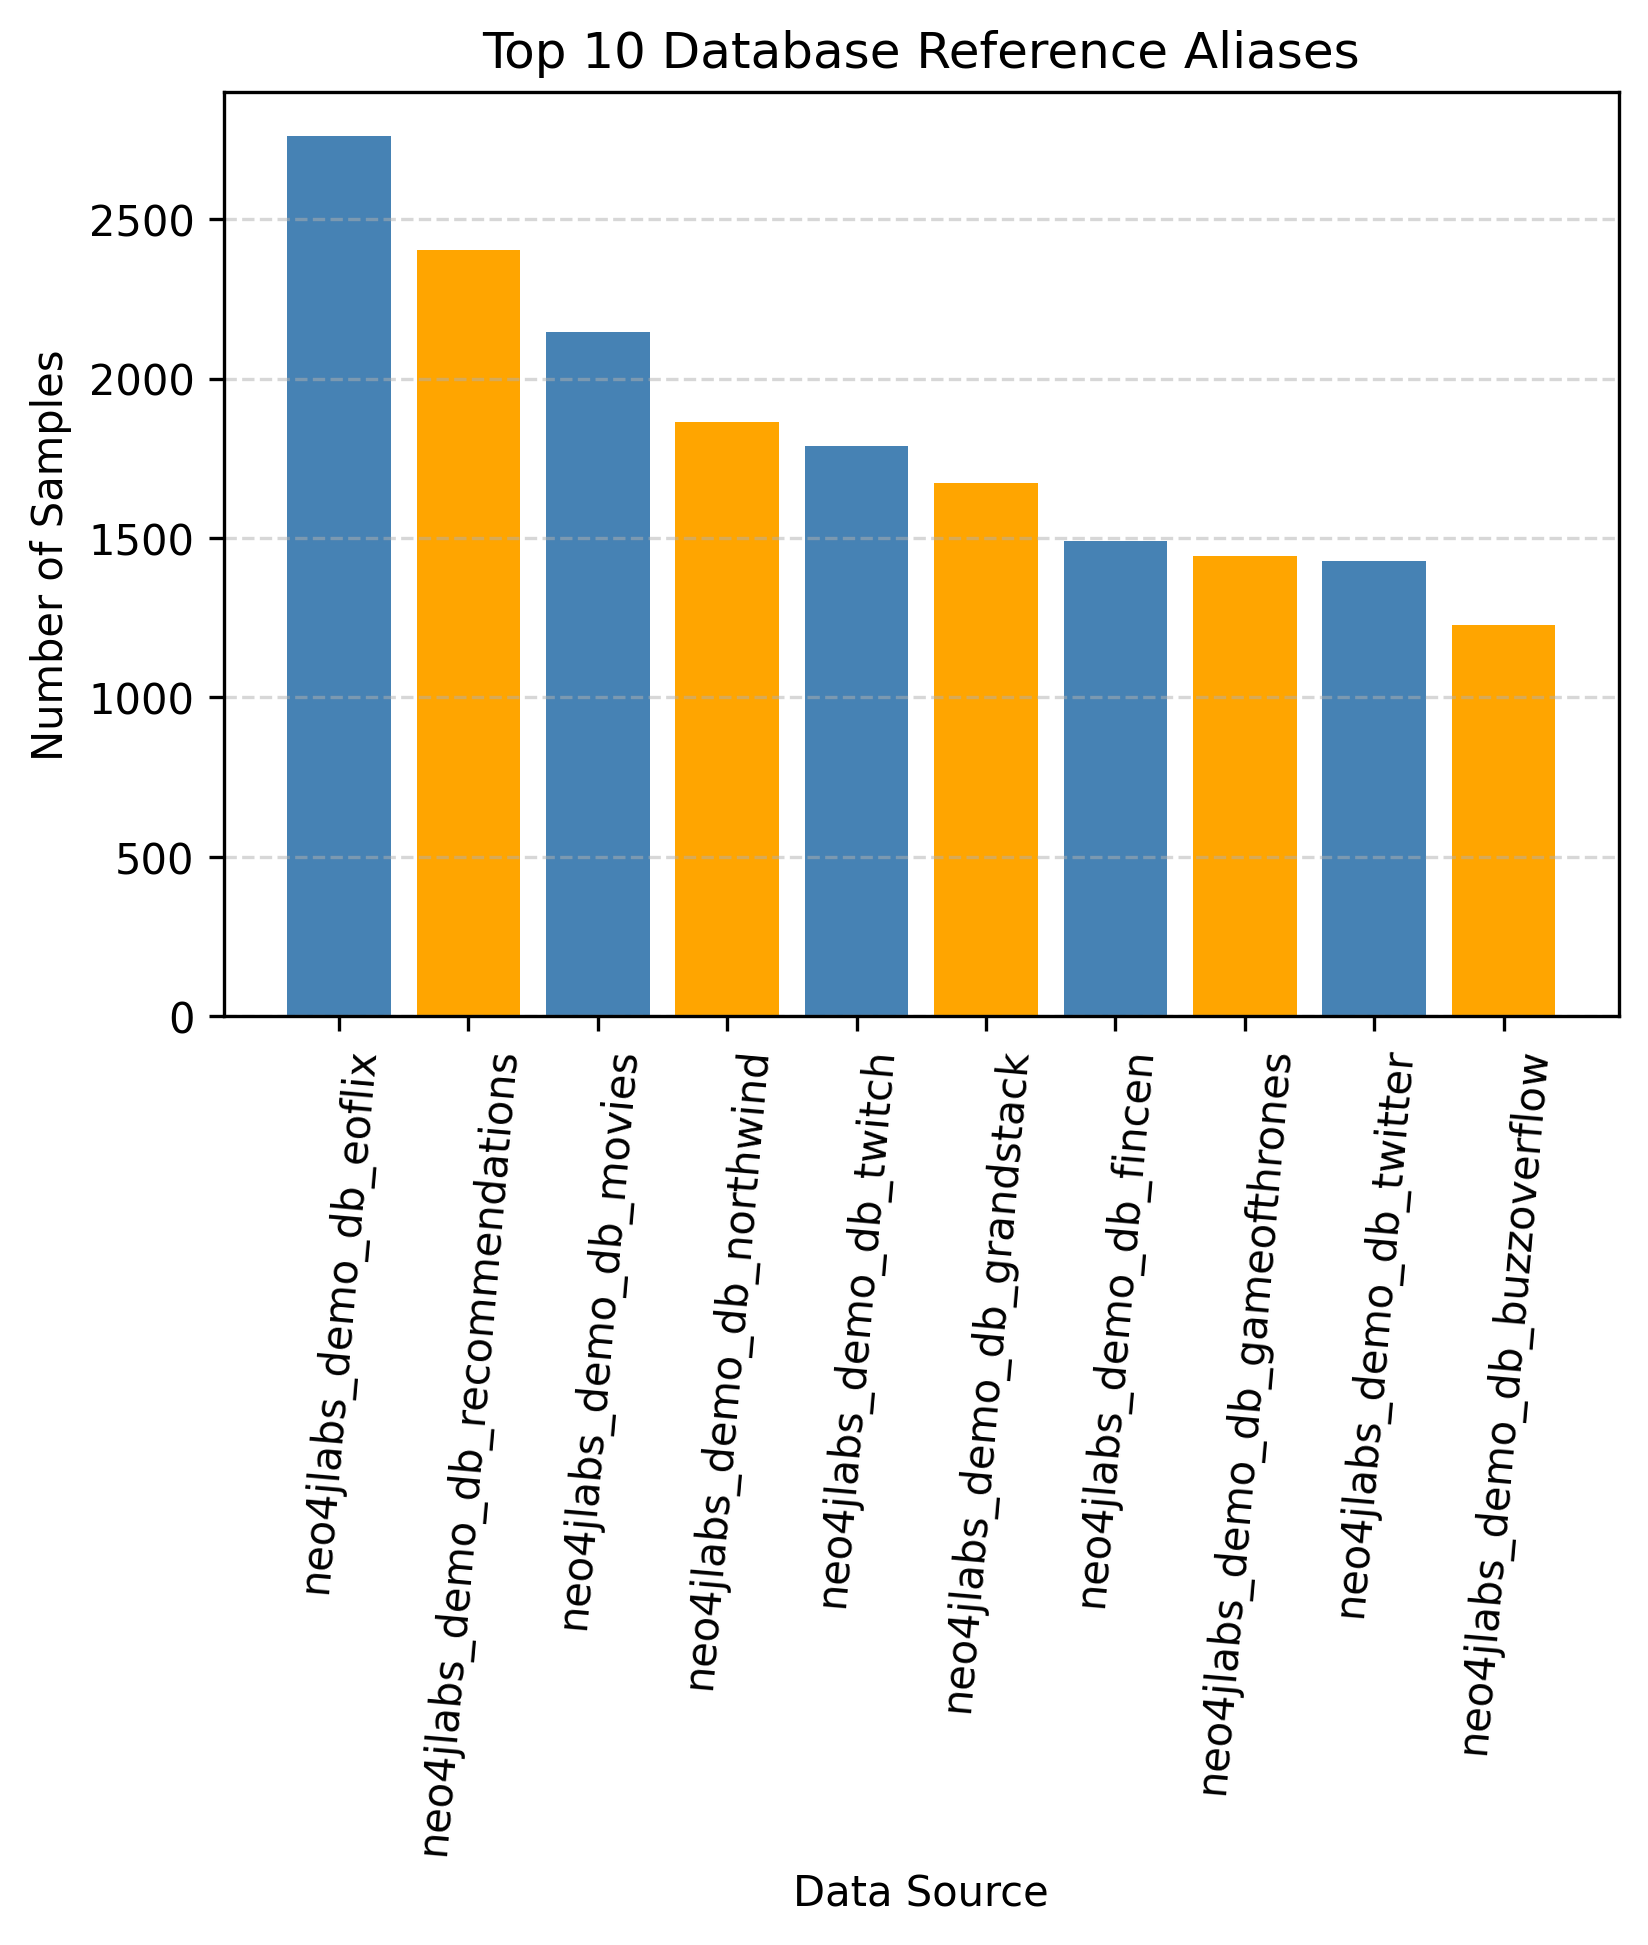 Top 10 Database Reference Aliases
Number of Samples
2500
2000
1500
1000
500
0
neo4jlabs_demo_db_eoflix
neo4jlabs_demo_db_recommendations
neo4jlabs_demo_db_movies
neo4jlabs_demo_db_northwind
neo4jlabs_demo_db_twitch
neo4jlabs_demo_db_grandstack
neo4jlabs_demo_db_fincen
neo4jlabs_demo_db_gameofthrones
neo4jlabs_demo_db_twitter
neo4jlabs_demo_db_buzzoverflow
Data Source